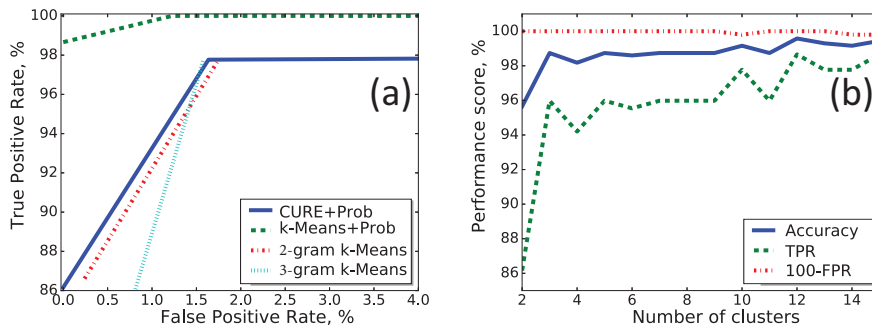 True Positive Rate, %
100
98
96
94
92
90
88
86
(a)
CURE+Prob
k-Means+Prob
2-gram k-Means
3-gram k-Means
0.0 0.5 1.0 1.5 2.0 2.5 3.0 3.5 4.0
False Positive Rate, %
Performance score, %
100
98
96
94
92
90
88
86
(b)
Accuracy
TPR
100-FPR
2 4 6 8 10 12 14
Number of clusters